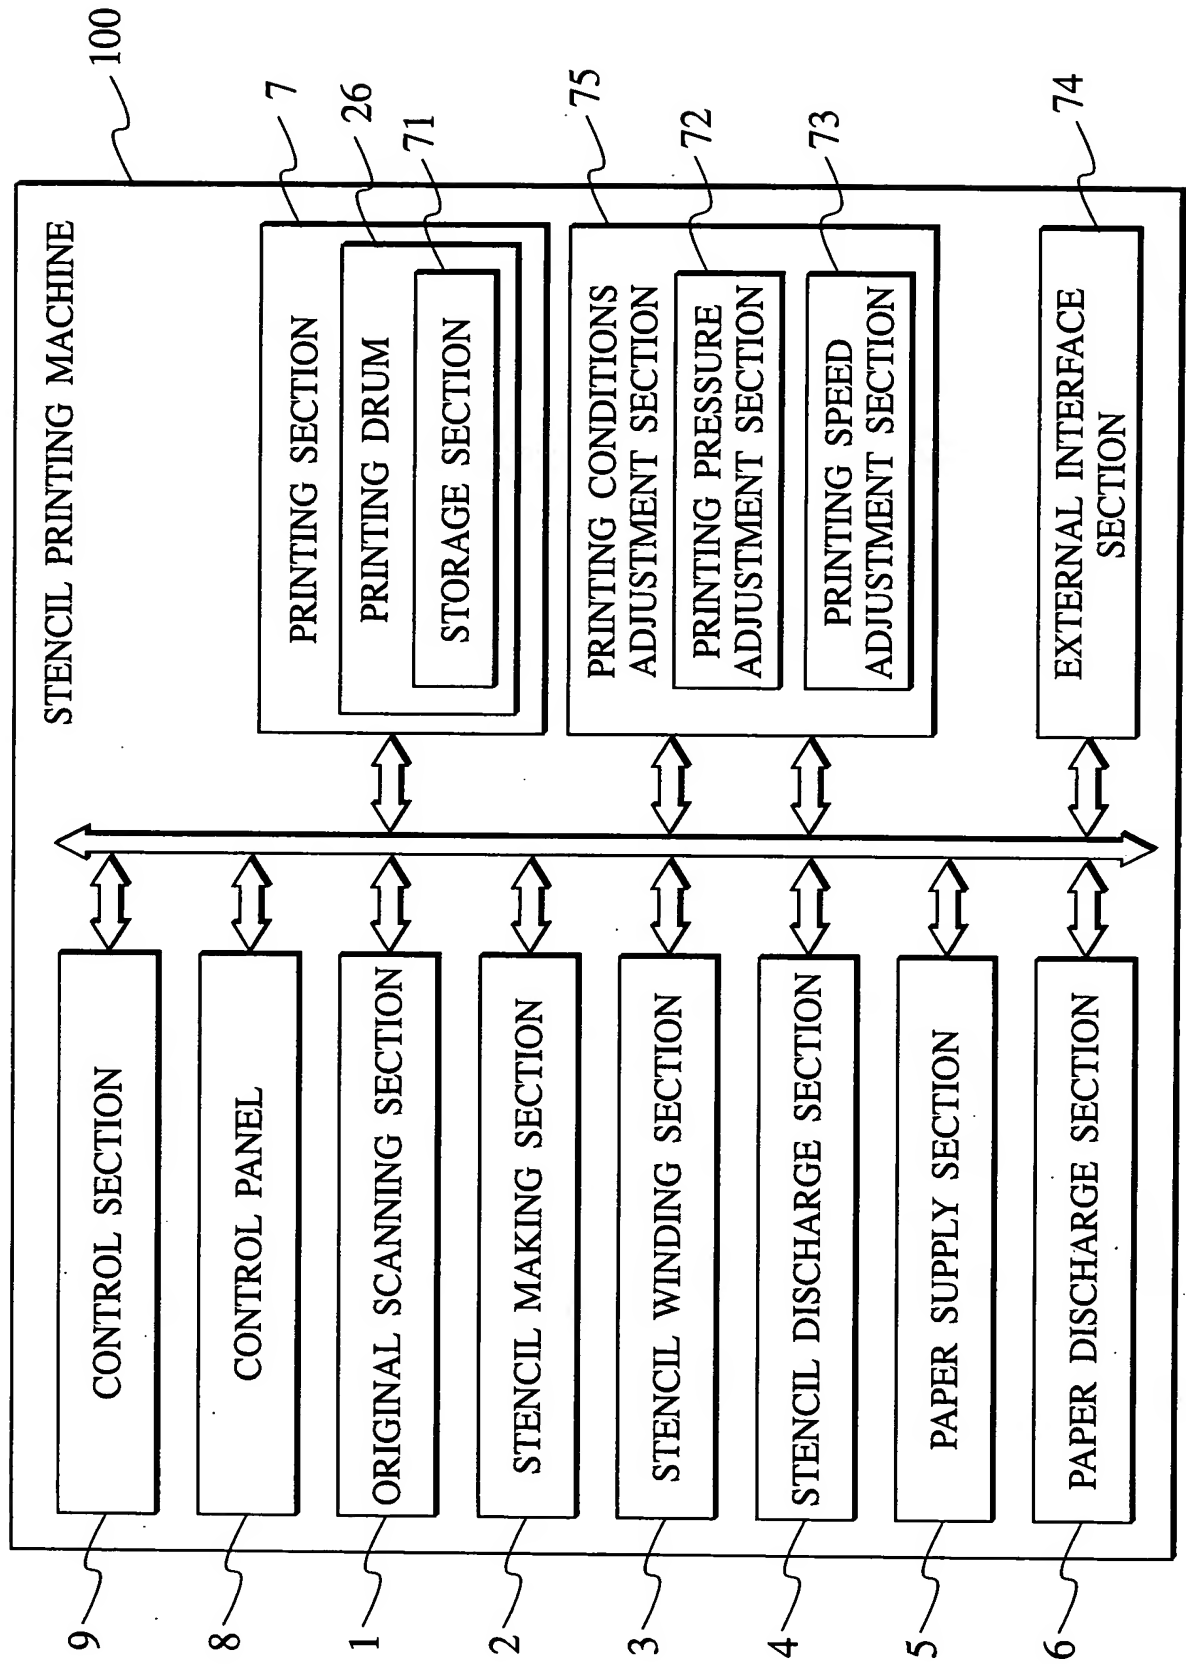 100
STENCIL PRINTING MACHINE
9
CONTROL SECTION
8
CONTROL PANEL
1
ORIGINAL SCANNING SECTION
2
STENCIL MAKING SECTION
3
STENCIL WINDING SECTION
4
STENCIL DISCHARGE SECTION
5
PAPER SUPPLY SECTION
6
PAPER DISCHARGE SECTION
PRINTING SECTION
7
PRINTING DRUM
26
STORAGE SECTION
71
PRINTING CONDITIONS
ADJUSTMENT SECTION
75
PRINTING PRESSURE
ADJUSTMENT SECTION
72
PRINTING SPEED
ADJUSTMENT SECTION
73
EXTERNAL INTERFACE
SECTION
74